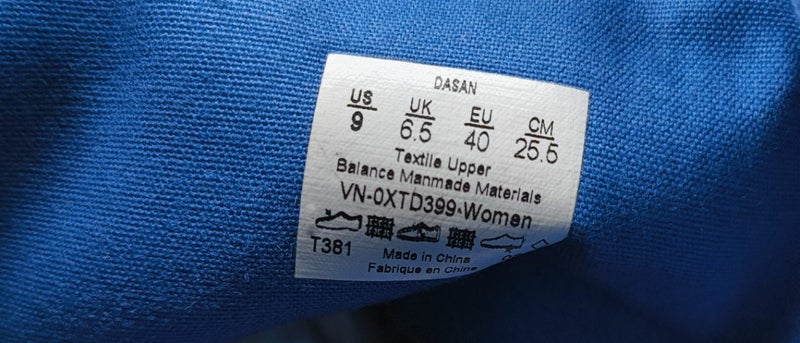 DASAN
US UK EU CM
9 6.5 40 25.5
Textile Upper
Balance Manmade Materials
VN-0XTD399-Women
T381
Made in China
Fabrique en Chine